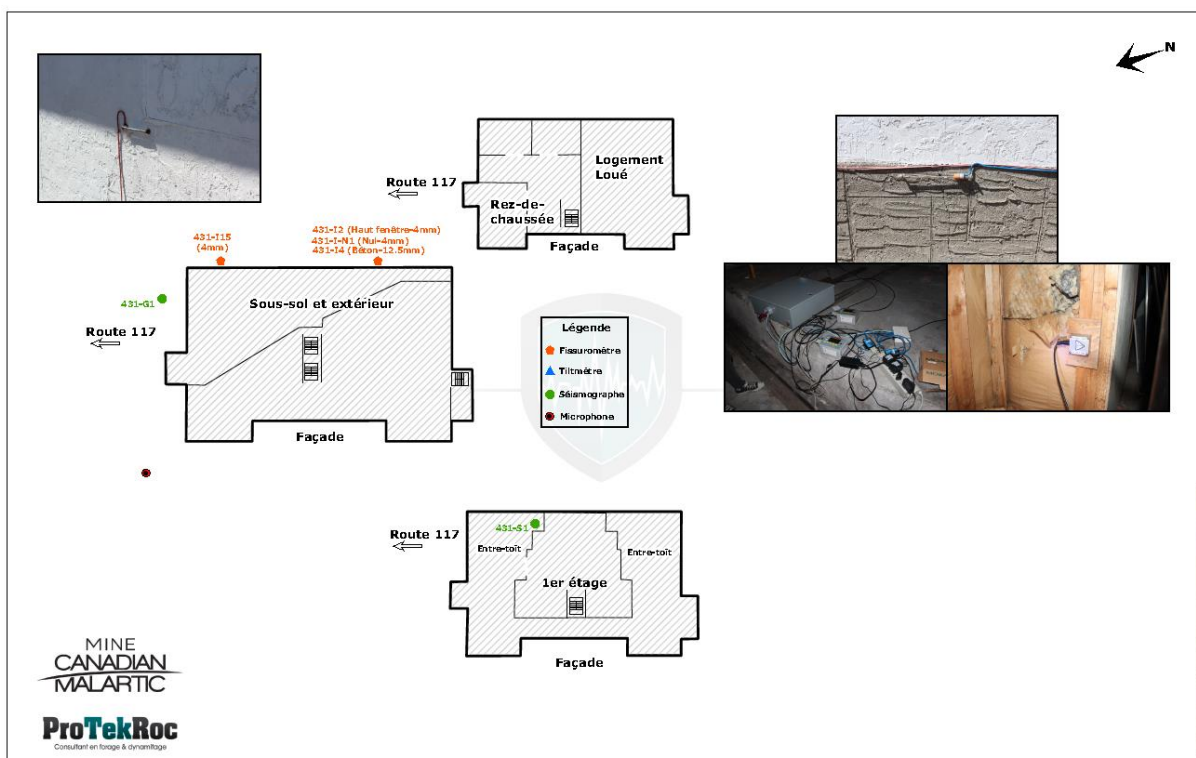 N
Route 117
Logement
Loué
Rez-de-
chaussée
Façade
431-I15
(4mm)
431-I2 (Haut fenêtre-4mm)
431-I-N1 (Nul-4mm)
431-I4 (Béton-12.5mm)
431-G1
Sous-sol et extérieur
Route 117
Façade
Légende
Fissuromètre
Tiltmètre
Séismographe
Microphone
Route 117
431-S1
Entre-toît
Entre-toît
1er étage
Façade
MINE
CANADIAN
MALARTIC
ProTekRoc
Consultant en forage & dynamitage